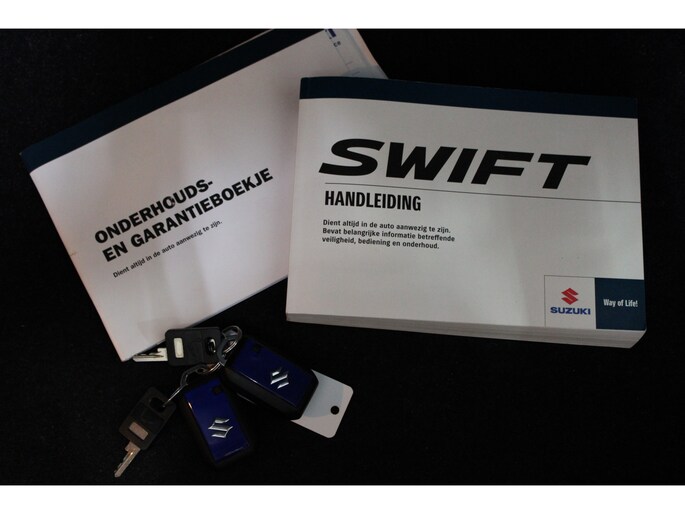 ONDERHOUDS-
EN GARANTIEBOEKJE
Dient altijd in de auto aanwezig te zijn.
SWIFT
HANDLEIDING
Dient altijd in de auto aanwezig te zijn.
Bevat belangrijke informatie betreffende
veiligheid, bediening en onderhoud.
SUZUKI
Way of Life!